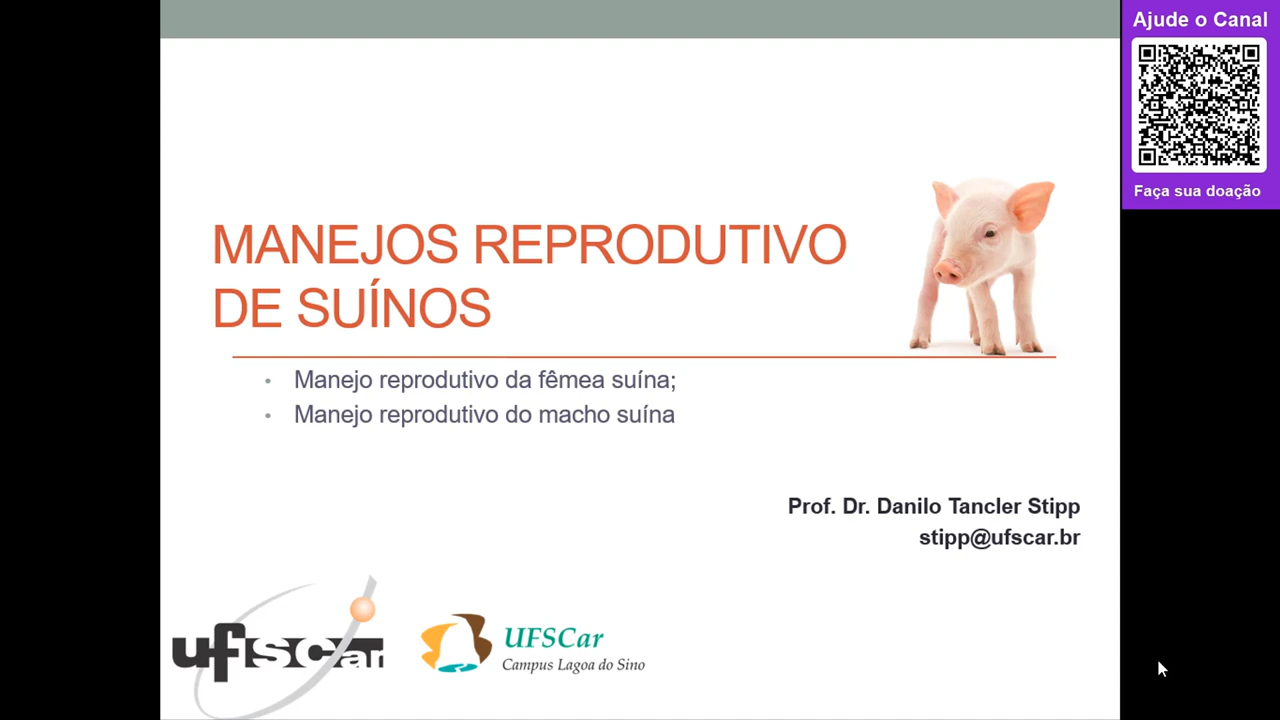 Ajude o Canal
Faça sua doação
MANEJOS REPRODUTIVO
DE SUÍNOS
• Manejo reprodutivo da fêmea suína;
• Manejo reprodutivo do macho suína
Prof. Dr. Danilo Tancler Stipp
stipp@ufscar.br
ufscar
UFSCar
Campus Lagoa do Sino